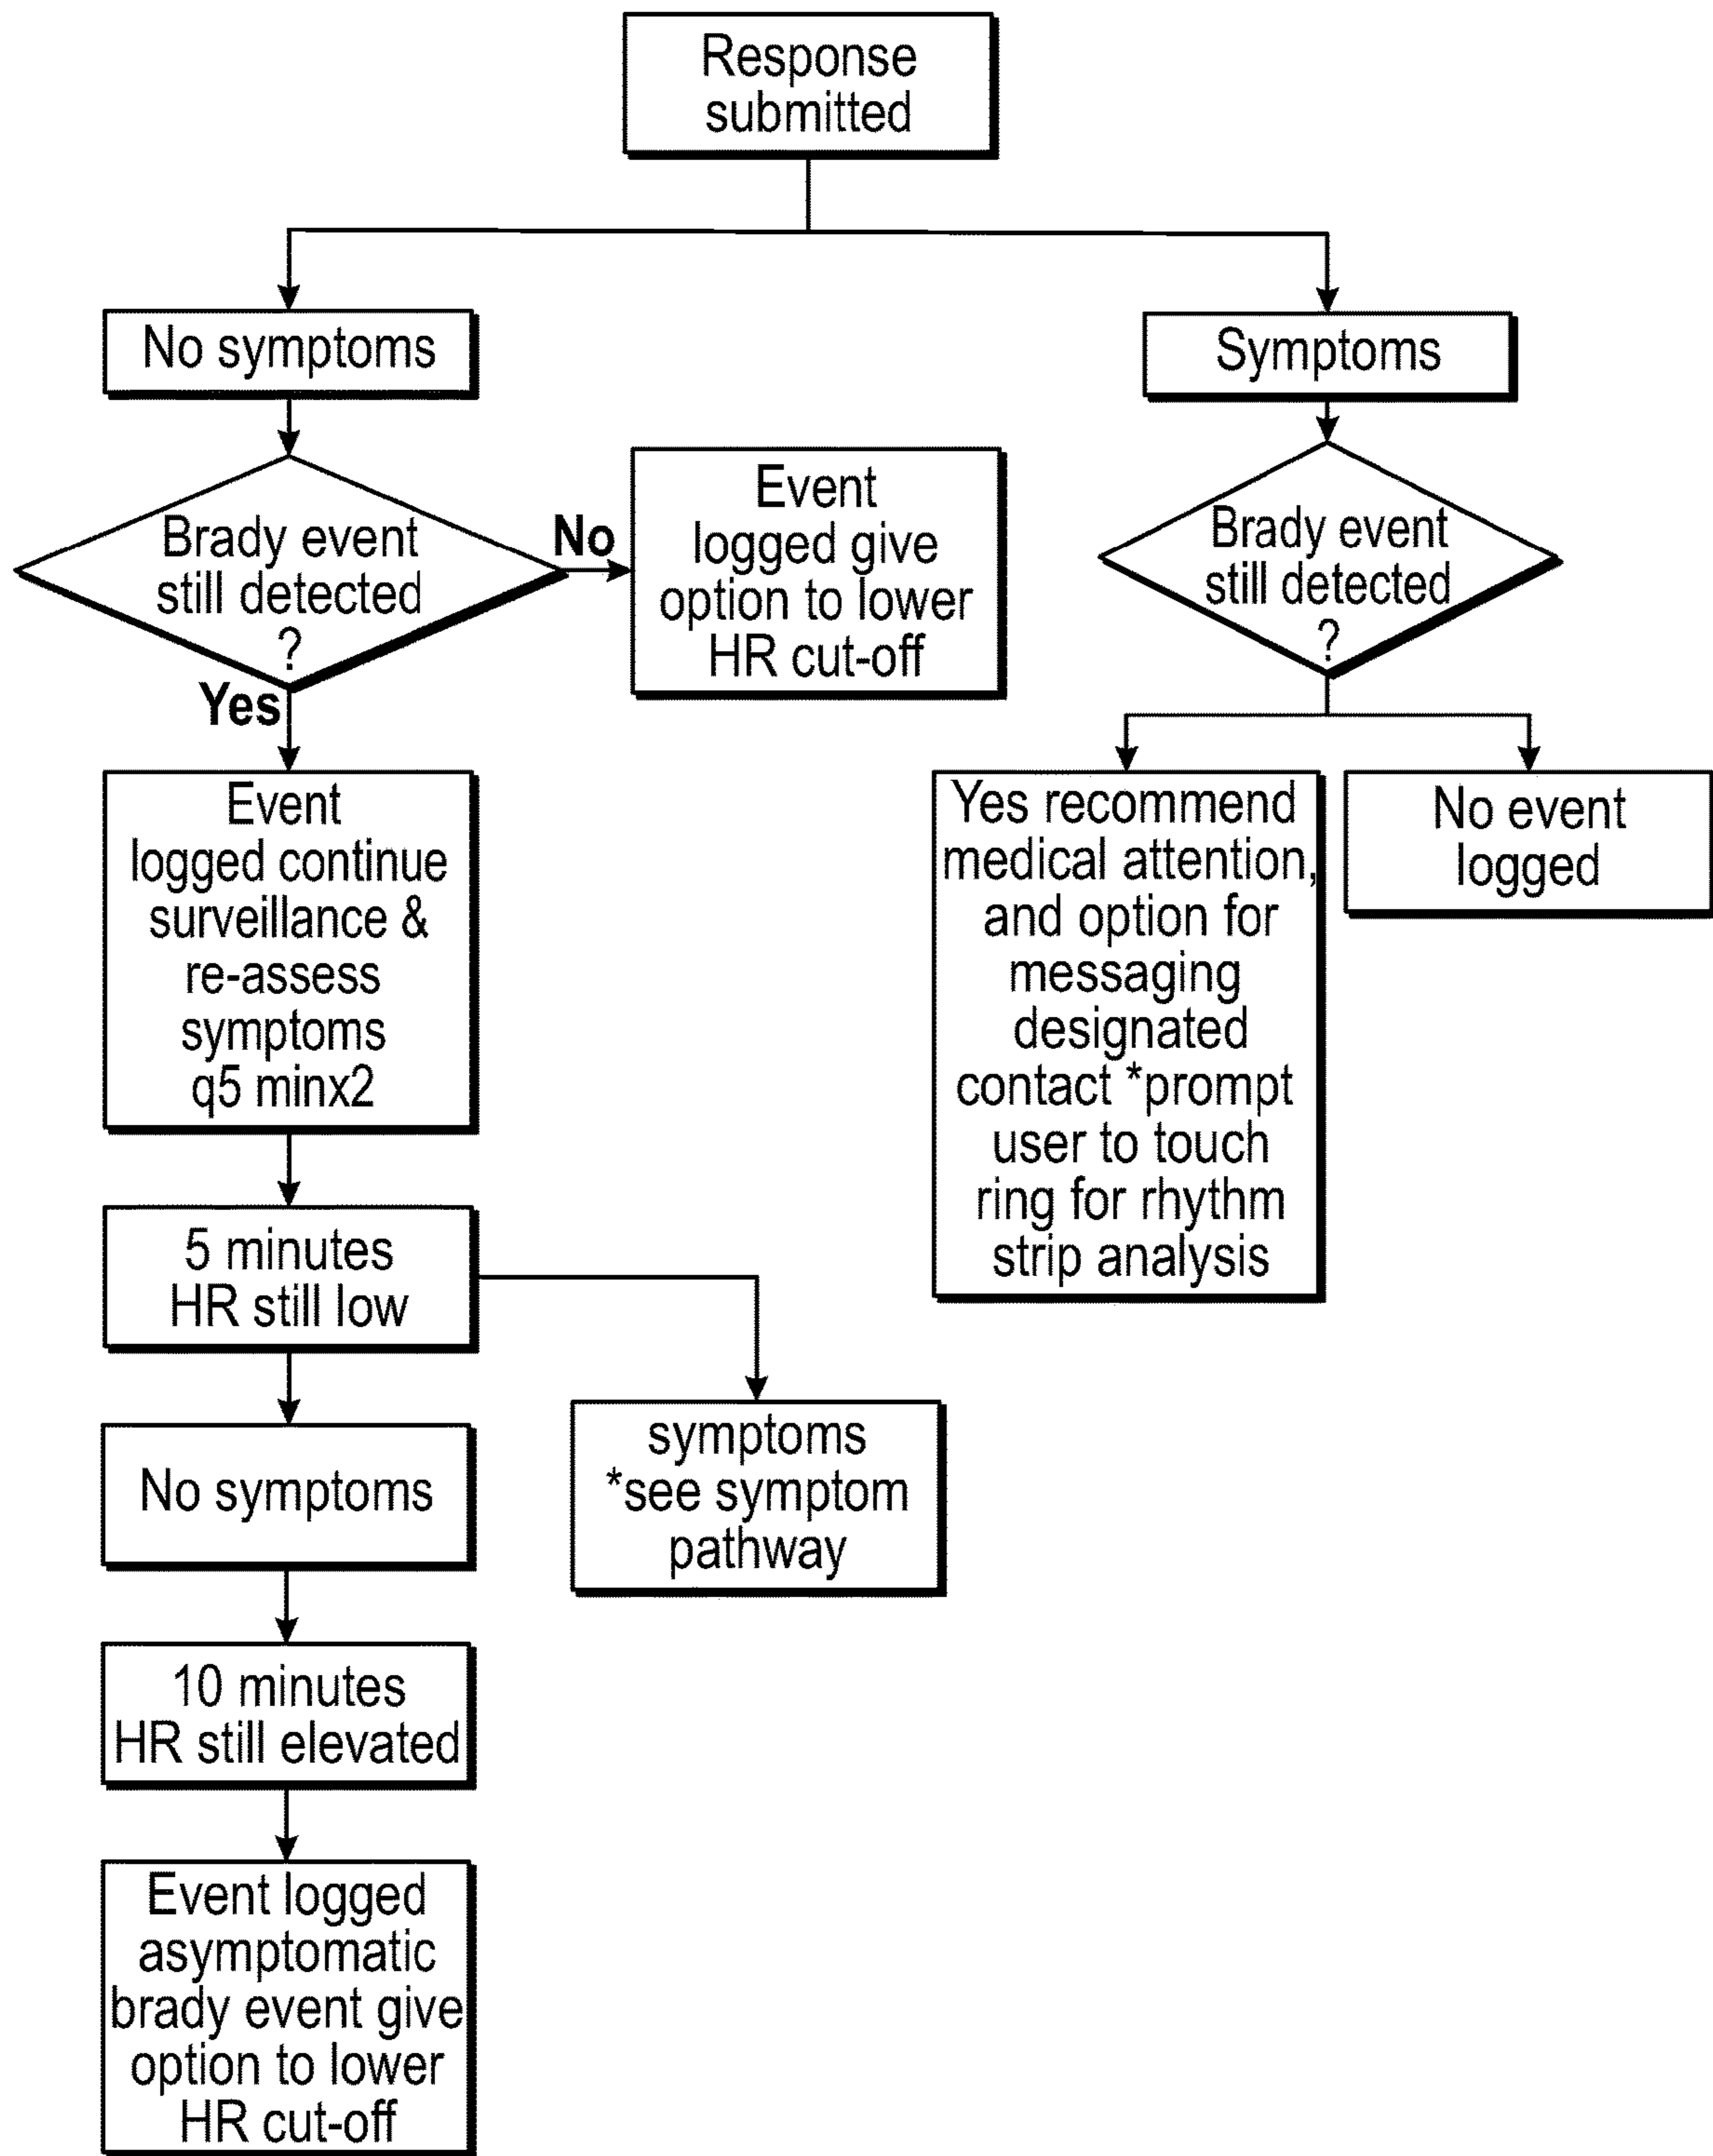 Response
submitted
No symptoms
Symptoms
Brady event
still detected
?
No
Yes
Event
logged give
option to lower
HR cut-off
Brady event
still detected
?
Event
logged continue
surveillance &
re-assess
symptoms
q5 minx2
Yes recommend
medical attention,
and option for
messaging
designated
contact *prompt
user to touch
ring for rhythm
strip analysis
No event
logged
5 minutes
HR still low
No symptoms
symptoms
*see symptom
pathway
10 minutes
HR still elevated
Event logged
asymptomatic
brady event give
option to lower
HR cut-off